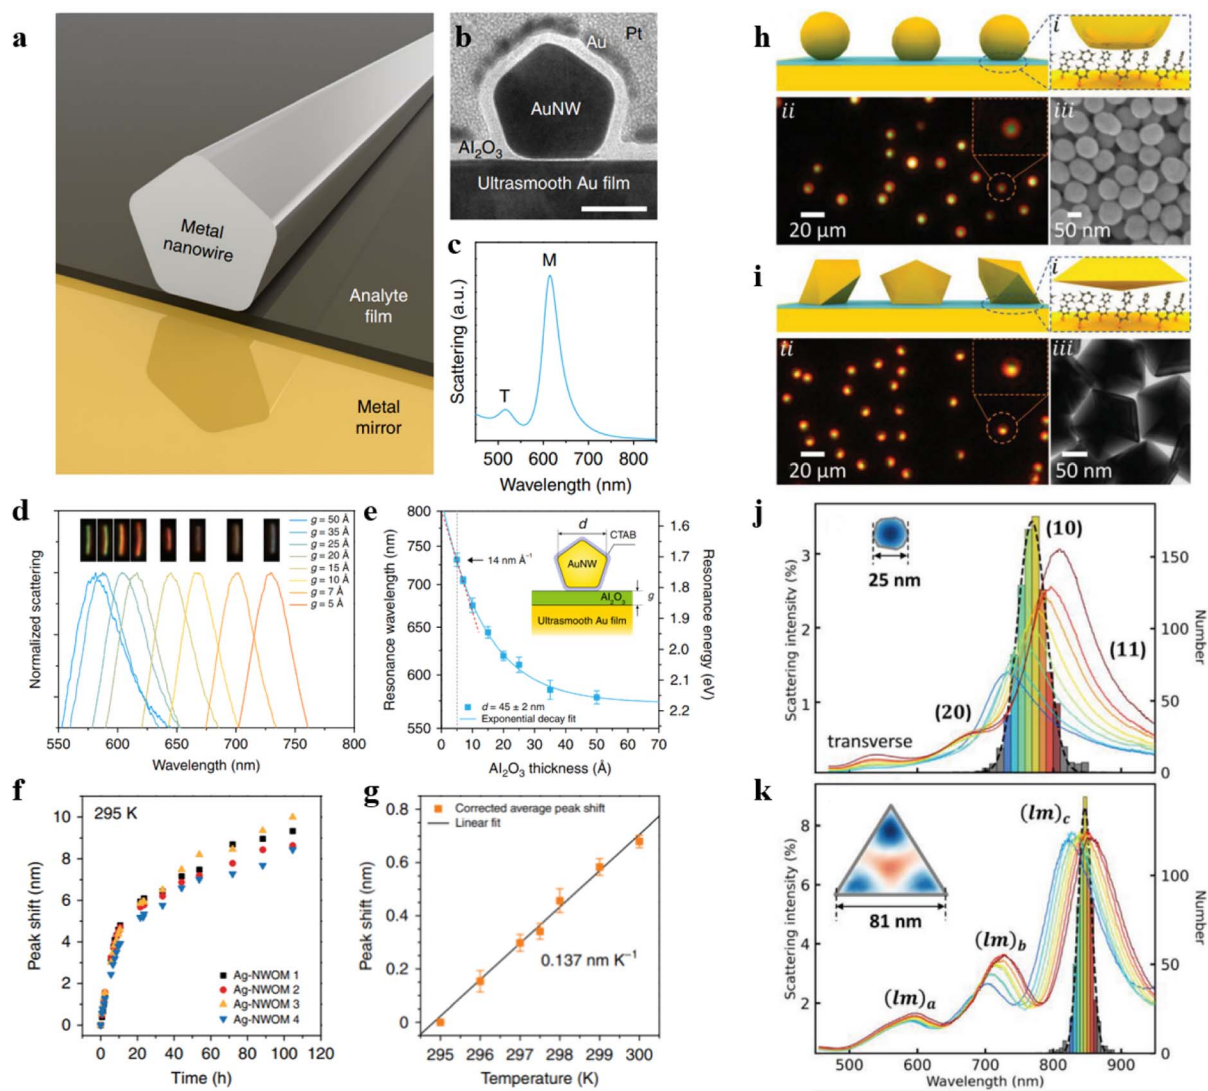 a
Metal
nanowire
Analyte
film
Metal
mirror
b
Pt
Au
AuNW
Al₂O₃
Ultrasmooth Au film
c
M
T
Scattering (a.u.)
500 600 700 800
Wavelength (nm)
h
i
ii
iii
20 μm
50 nm
i
i
ii
iii
20 μm
50 nm
d
g = 50 Å
g = 35 Å
g = 25 Å
g = 20 Å
g = 15 Å
g = 10 Å
g = 7 Å
g = 5 Å
Normalized scattering
550 600 650 700 750 800
Wavelength (nm)
e
800
750
700
650
600
550
Resonance wavelength (nm)
14 nm Å⁻¹
d
CTAB
AuNW
Al₂O₃
g
Ultrasmooth Au film
d = 45 ± 2 nm
Exponential decay fit
1.6
1.7
1.8
1.9
2.0
2.1
2.2
Resonance energy (eV)
0 10 20 30 40 50 60 70
Al₂O₃ thickness (Å)
f
295 K
10
8
6
4
2
0
Peak shift (nm)
Ag-NWOM 1
Ag-NWOM 2
Ag-NWOM 3
Ag-NWOM 4
0 20 40 60 80 100 120
Time (h)
g
0.8
0.6
0.4
0.2
0
Peak shift (nm)
Corrected average peak shift
Linear fit
0.137 nm K⁻¹
295 296 297 298 299 300
Temperature (K)
j
25 nm
(10)
(11)
(20)
transverse
3
2
1
Scattering intensity (%)
150
100
50
0
Number
500 600 700 800 900
k
81 nm
(lm)c
(lm)b
(lm)a
8
6
4
2
Scattering intensity (%)
100
50
0
Number
500 600 700 800 900
Wavelength (nm)